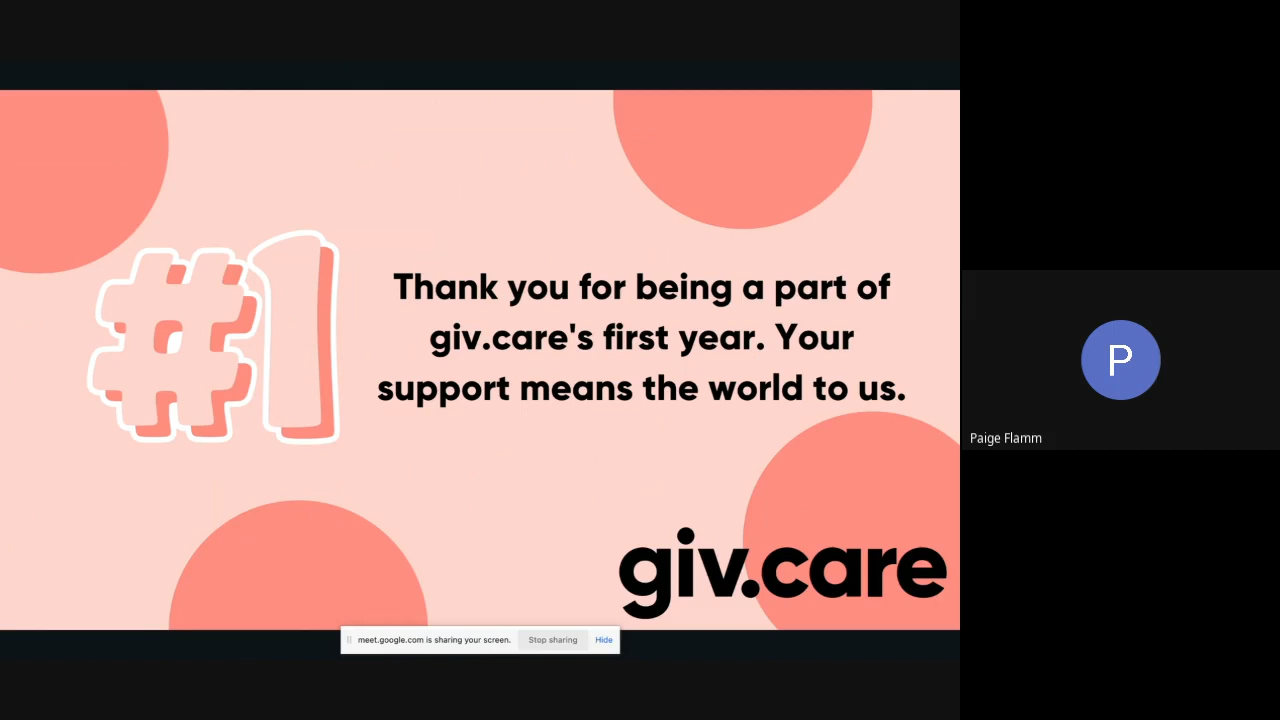 #1
Thank you for being a part of
giv.care's first year. Your
support means the world to us.
giv.care
meet.google.com is sharing your screen.
Stop sharing
Hide
P
Paige Flamm